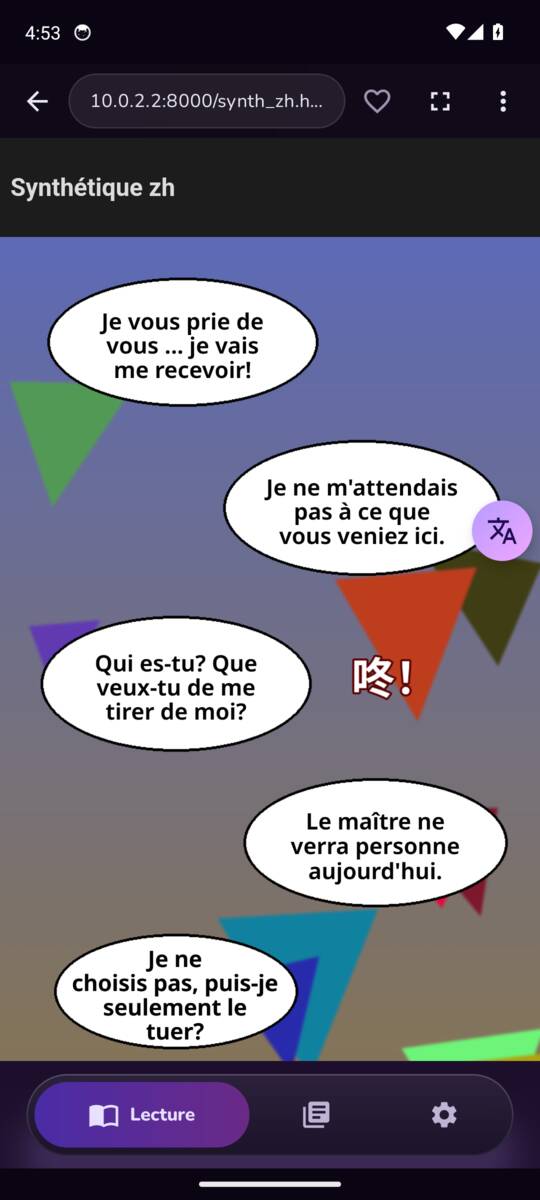 4:53
10.0.2.2:8000/synth_zh.h...
Synthétique zh
Je vous prie de
vous ... je vais
me recevoir!
Je ne m'attendais
pas à ce que
vous veniez ici.
Qui es-tu? Que
veux-tu de me
tirer de moi?
咚!
Le maître ne
verra personne
aujourd'hui.
Je ne
choisis pas, puis-je
seulement le
tuer?
Lecture